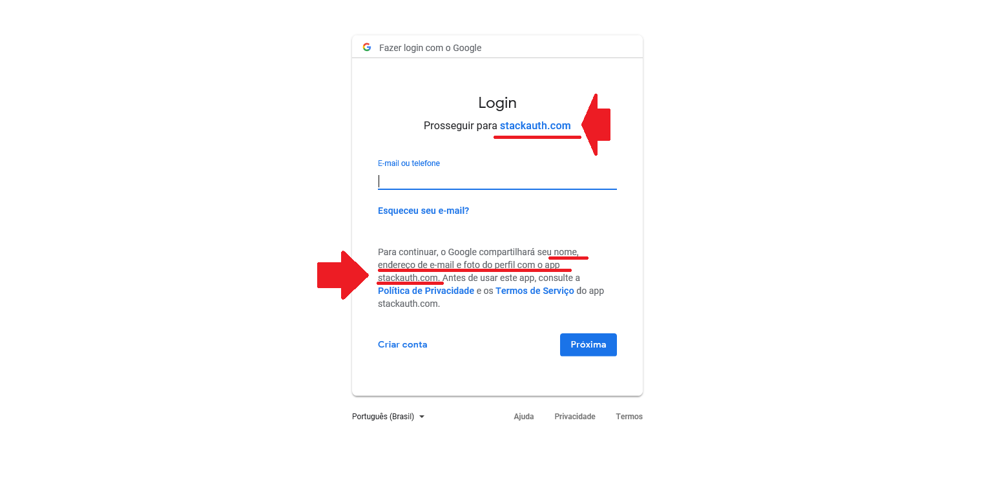 Fazer login com o Google
Login
Prosseguir para stackauth.com
E-mail ou telefone
Esqueceu seu e-mail?
Para continuar, o Google compartilhará seu nome,
endereço de e-mail e foto do perfil com o app
stackauth.com. Antes de usar este app, consulte a
Política de Privacidade e os Termos de Serviço do app
stackauth.com.
Criar conta
Próxima
Português (Brasil)
Ajuda
Privacidade
Termos